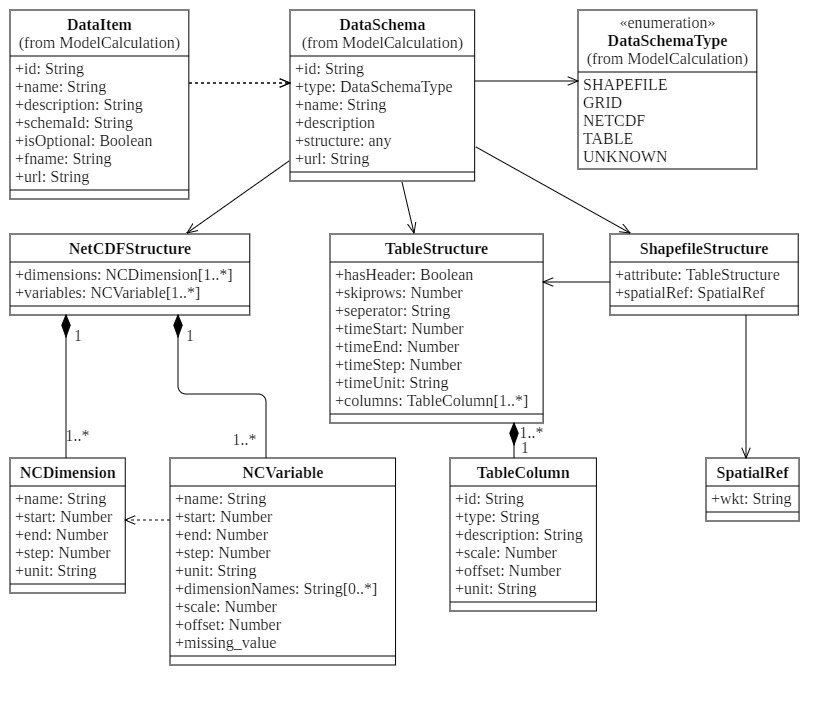 DataItem
(from ModelCalculation)
+id: String
+name: String
+description: String
+schemaId: String
+isOptional: Boolean
+fname: String
+url: String
DataSchema
(from ModelCalculation)
+id: String
+type: DataSchemaType
+name: String
+description
+structure: any
+url: String
«enumeration»
DataSchemaType
(from ModelCalculation)
SHAPEFILE
GRID
NETCDF
TABLE
UNKNOWN
NetCDFStructure
+dimensions: NCDimension[1..*]
+variables: NCVariable[1..*]
TableStructure
+hasHeader: Boolean
+skiprows: Number
+seperator: String
+timeStart: Number
+timeEnd: Number
+timeStep: Number
+timeUnit: String
+columns: TableColumn[1..*]
ShapefileStructure
+attribute: TableStructure
+spatialRef: SpatialRef
1
1
1..*
1..*
1..*
1
NCDimension
+name: String
+start: Number
+end: Number
+step: Number
+unit: String
NCVariable
+name: String
+start: Number
+end: Number
+step: Number
+unit: String
+dimensionNames: String[0..*]
+scale: Number
+offset: Number
+missing_value
TableColumn
+id: String
+type: String
+description: String
+scale: Number
+offset: Number
+unit: String
SpatialRef
+wkt: String